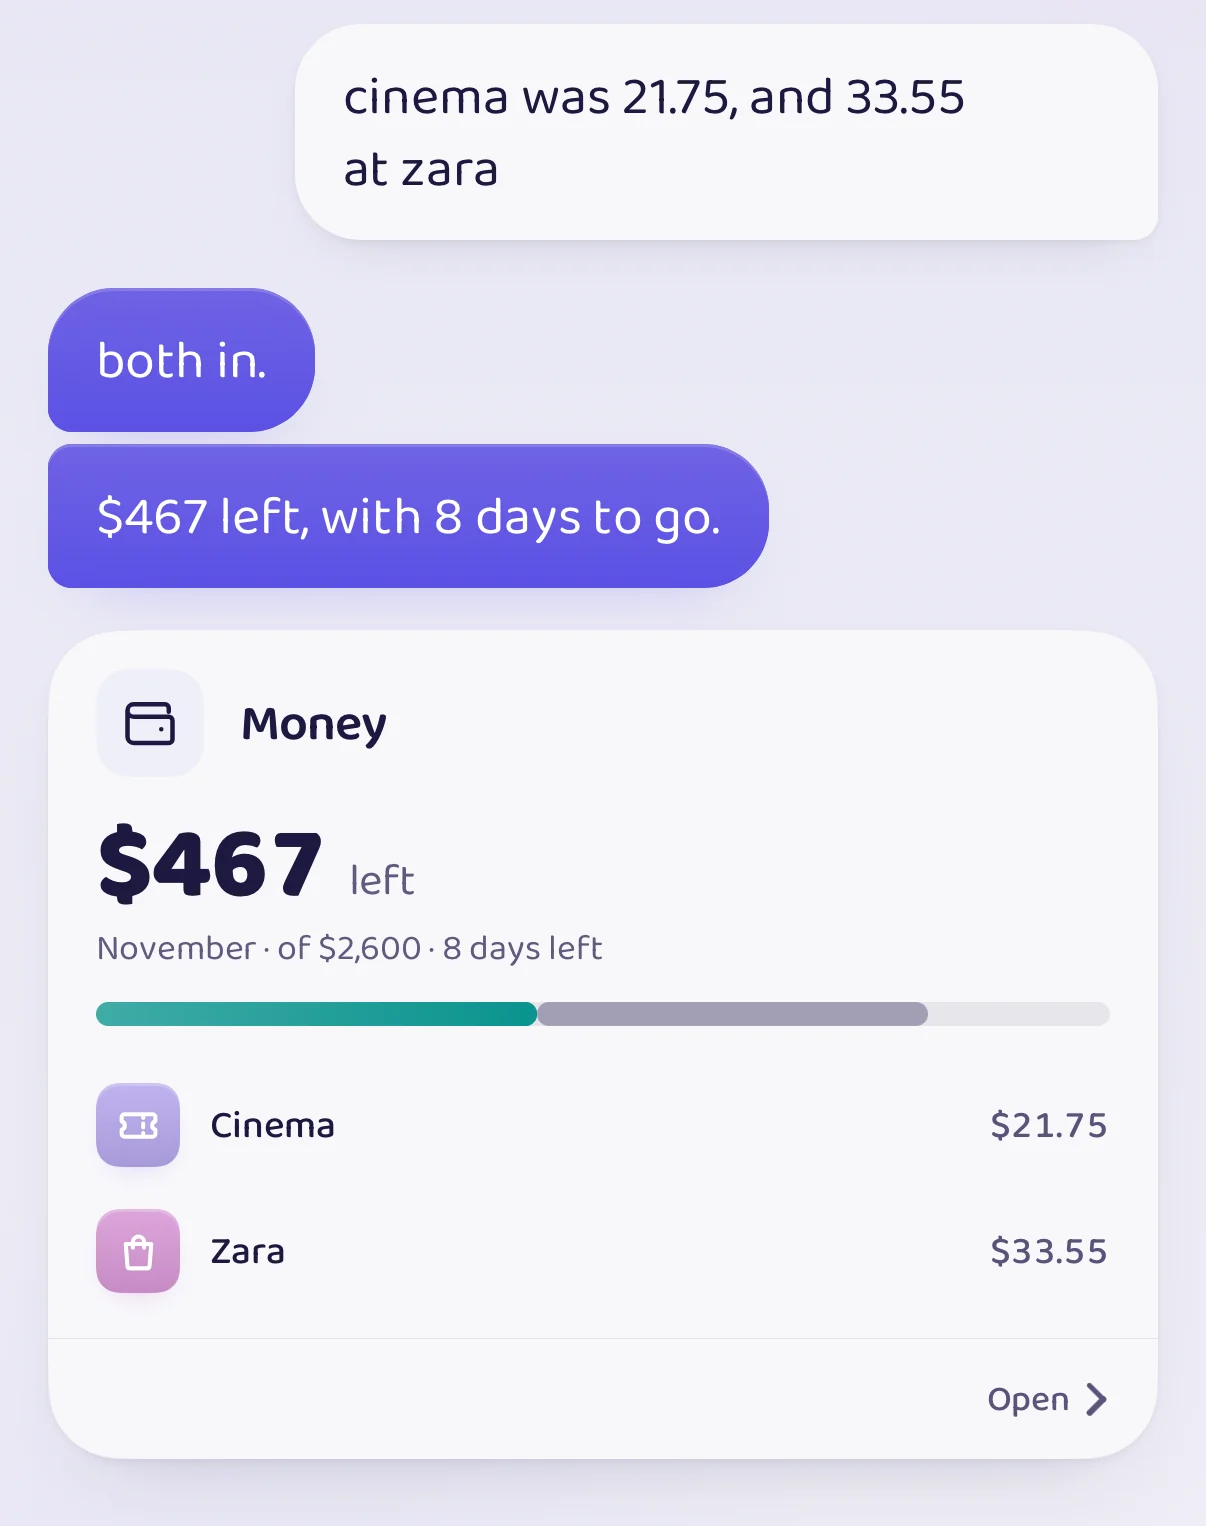 cinema was 21.75, and 33.55
at zara
both in.
$467 left, with 8 days to go.
Money
$467 left
November · of $2,600 · 8 days left
Cinema $21.75
Zara $33.55
Open